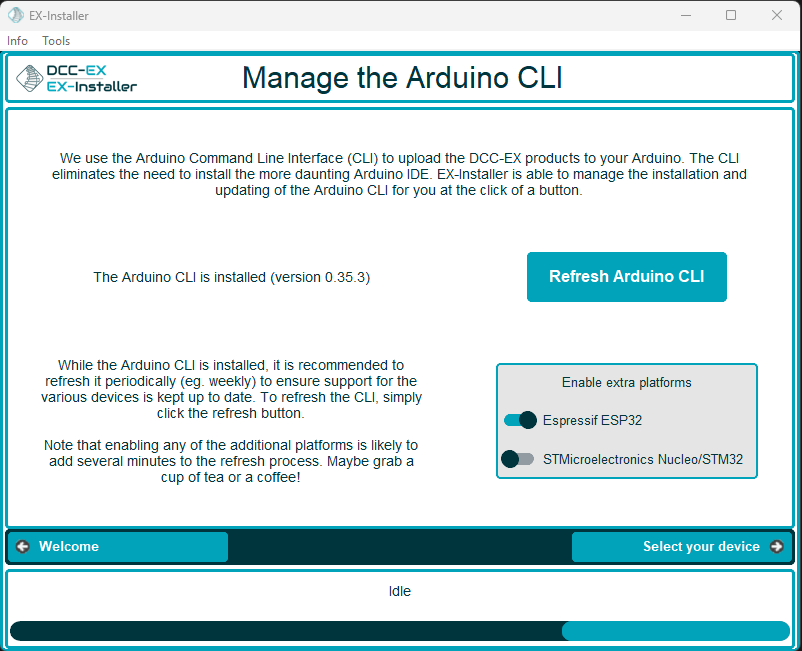 EX-Installer
Info Tools
DCC-EX
EX-Installer
Manage the Arduino CLI
We use the Arduino Command Line Interface (CLI) to upload the DCC-EX products to your Arduino. The CLI
eliminates the need to install the more daunting Arduino IDE. EX-Installer is able to manage the installation and
updating of the Arduino CLI for you at the click of a button.
The Arduino CLI is installed (version 0.35.3)
Refresh Arduino CLI
While the Arduino CLI is installed, it is recommended to
refresh it periodically (eg. weekly) to ensure support for the
various devices is kept up to date. To refresh the CLI, simply
click the refresh button.
Note that enabling any of the additional platforms is likely to
add several minutes to the refresh process. Maybe grab a
cup of tea or a coffee!
Enable extra platforms
Espressif ESP32
STMicroelectronics Nucleo/STM32
Welcome
Select your device
Idle